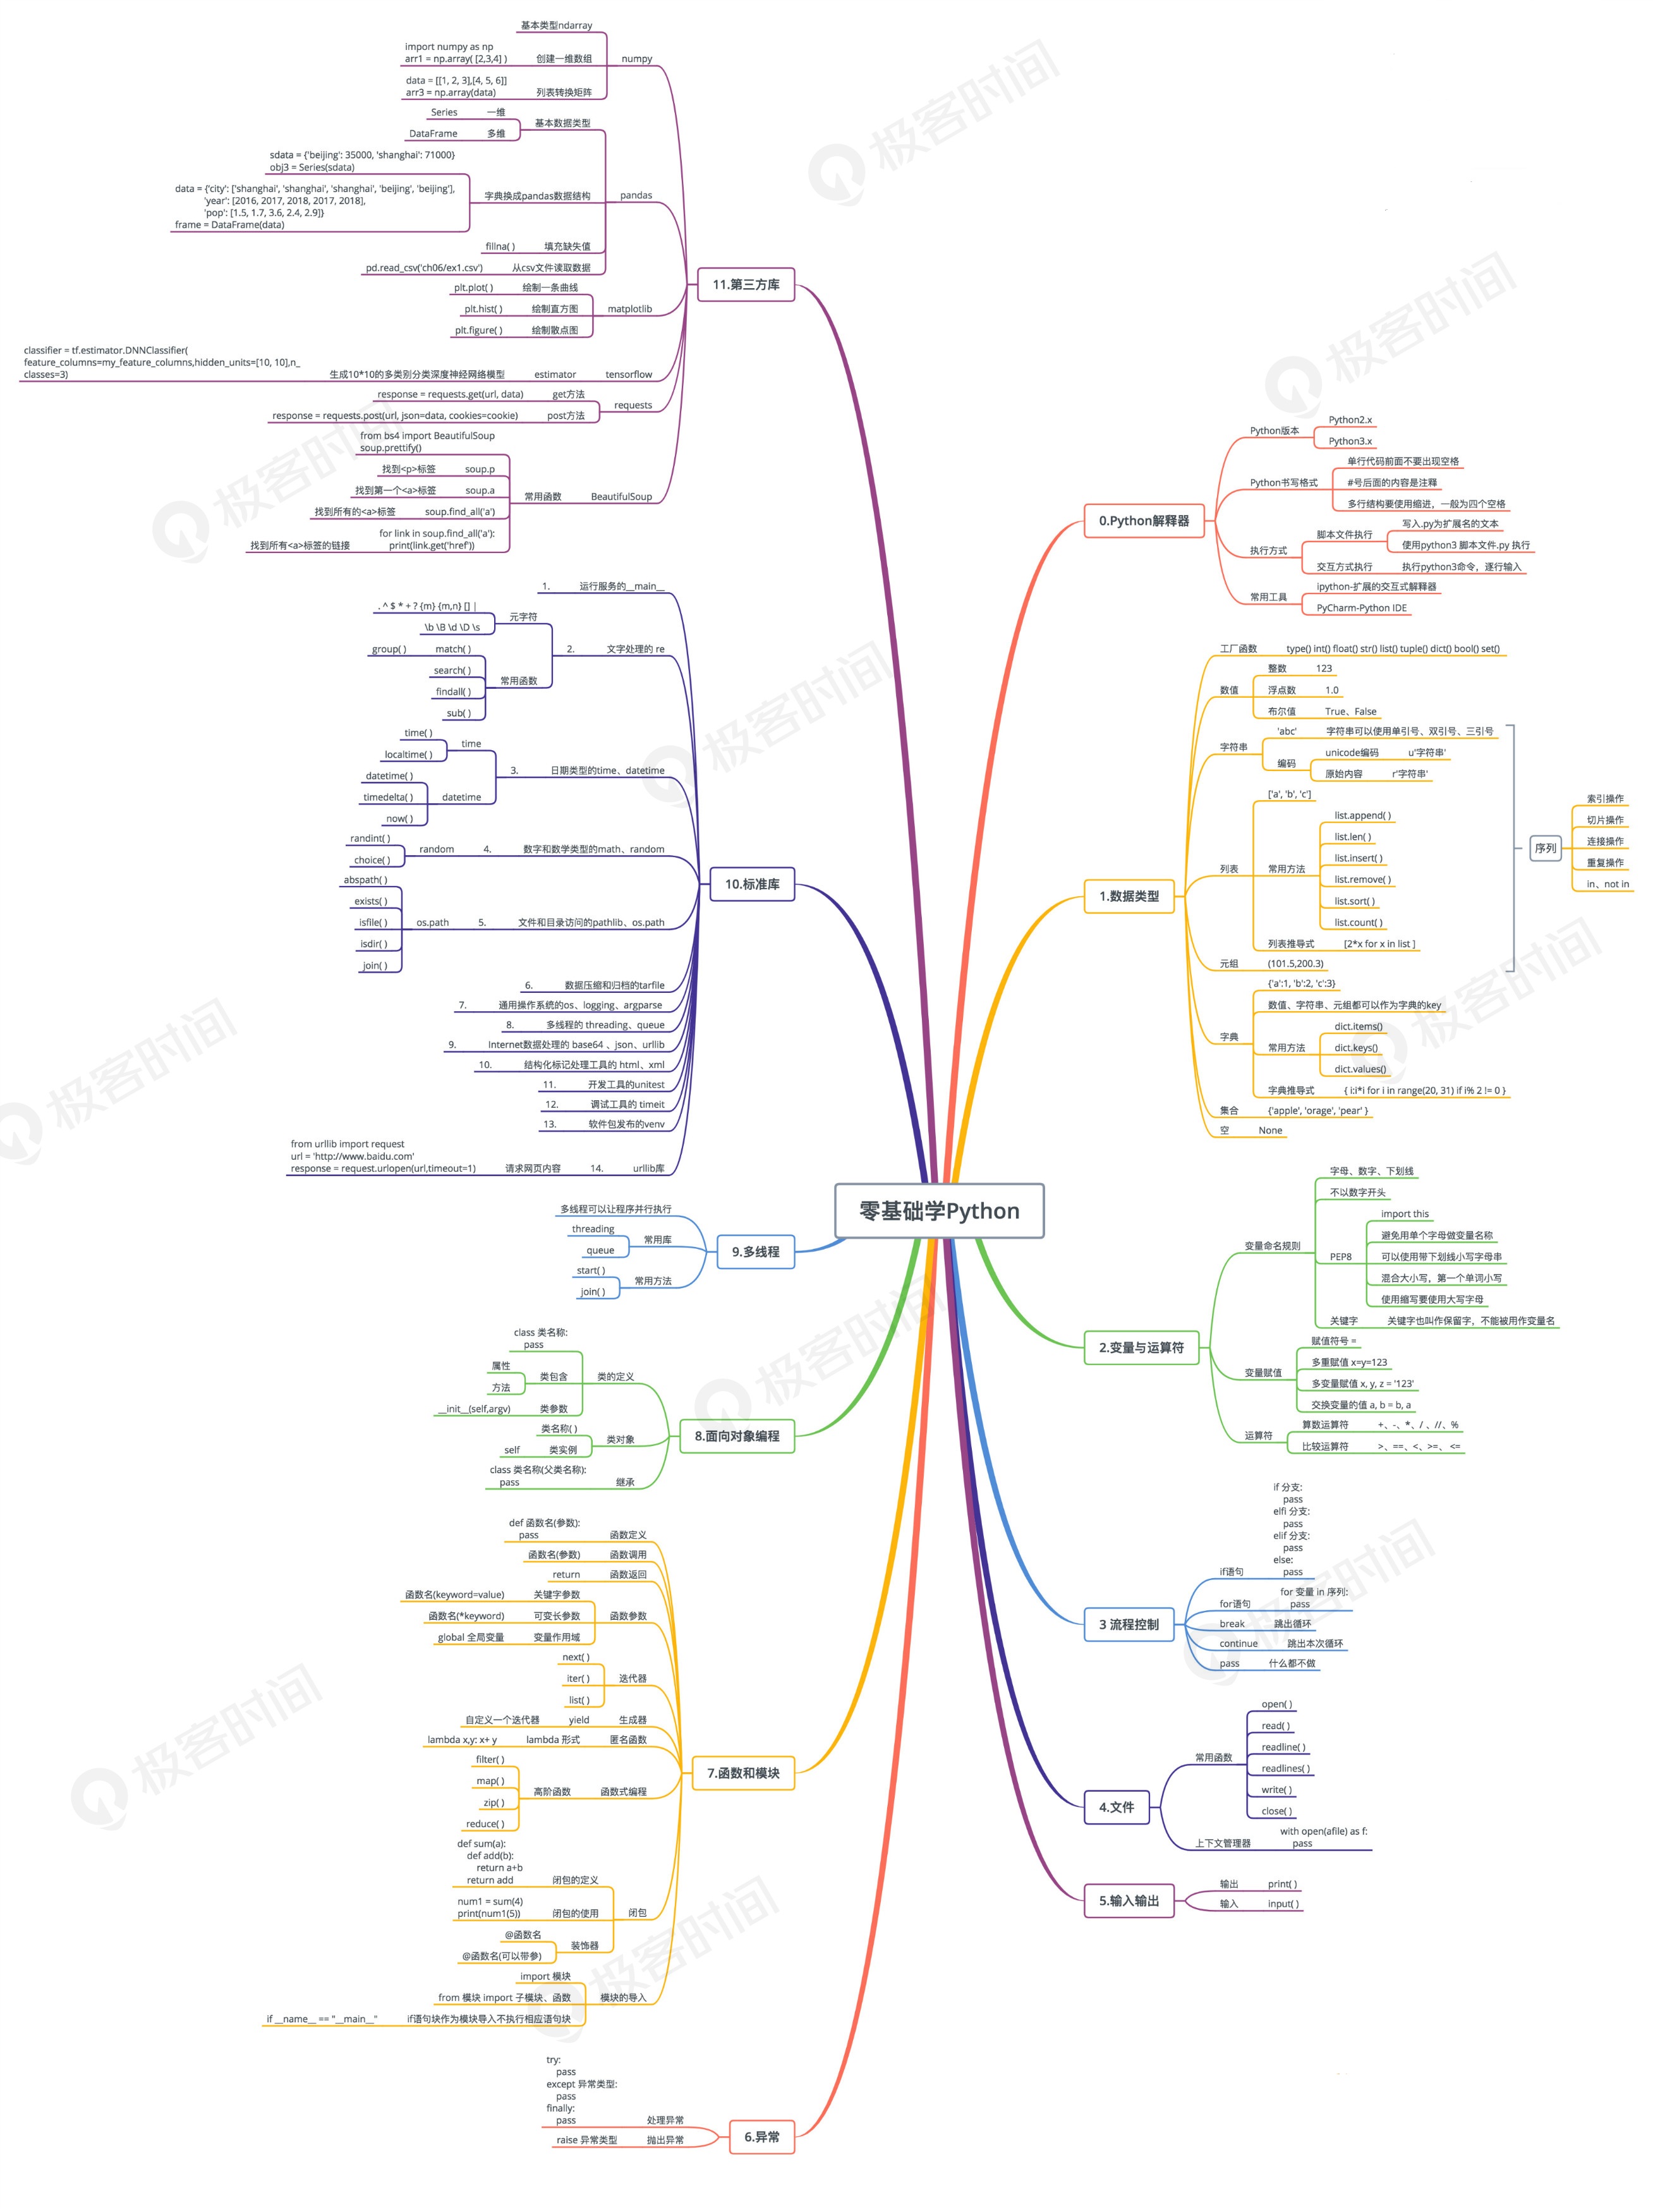 零基础学Python
0.Python解释器
Python版本
Python2.x
Python3.x
Python书写格式
单行代码前面不要出现空格
#号后面的内容是注释
多行结构要使用缩进，一般为四个空格
执行方式
脚本文件执行
写入.py为扩展名的文本
使用python3 脚本文件.py 执行
交互方式执行
执行python3命令，逐行输入
常用工具
ipython-扩展的交互式解释器
PyCharm-Python IDE
1.数据类型
工厂函数
type() int() float() str() list() tuple() dict() bool() set()
数值
整数 123
浮点数 1.0
布尔值 True、False
字符串
'abc' 字符串可以使用单引号、双引号、三引号
编码
unicode编码 u'字符串'
原始内容 r'字符串'
列表
['a', 'b', 'c']
常用方法
list.append( )
list.len( )
list.insert( )
list.remove( )
list.sort( )
list.count( )
列表推导式 [2*x for x in list ]
元组 (101.5,200.3)
序列
索引操作
切片操作
连接操作
重复操作
in、not in
字典
{'a':1, 'b':2, 'c':3}
数值、字符串、元组都可以作为字典的key
常用方法
dict.items()
dict.keys()
dict.values()
字典推导式 { i:i*i for i in range(20, 31) if i% 2 != 0 }
集合 {'apple', 'orage', 'pear' }
空 None
2.变量与运算符
变量命名规则
字母、数字、下划线
不以数字开头
PEP8
import this
避免用单个字母做变量名称
可以使用带下划线小写字母串
混合大小写，第一个单词小写
使用缩写要使用大写字母
关键字 关键字也叫作保留字，不能被用作变量名
变量赋值
赋值符号 =
多重赋值 x=y=123
多变量赋值 x, y, z = '123'
交换变量的值 a, b = b, a
运算符
算数运算符 +、-、*、/ 、//、%
比较运算符 >、==、<、>=、 <=
3 流程控制
if语句
if 分支:
pass
elfi 分支:
pass
elif 分支:
pass
else:
pass
for语句
for 变量 in 序列:
pass
break 跳出循环
continue 跳出本次循环
pass 什么都不做
4.文件
常用函数
open( )
read( )
readline( )
readlines( )
write( )
close( )
上下文管理器
with open(afile) as f:
pass
5.输入输出
输出 print( )
输入 input( )
11.第三方库
numpy
基本类型ndarray
创建一维数组
import numpy as np
arr1 = np.array( [2,3,4] )
列表转换矩阵
data = [[1, 2, 3],[4, 5, 6]]
arr3 = np.array(data)
pandas
基本数据类型
Series 一维
DataFrame 多维
字典换成pandas数据结构
sdata = {'beijing': 35000, 'shanghai': 71000}
obj3 = Series(sdata)
data = {'city': ['shanghai', 'shanghai', 'shanghai', 'beijing', 'beijing'],
'year': [2016, 2017, 2018, 2017, 2018],
'pop': [1.5, 1.7, 3.6, 2.4, 2.9]}
frame = DataFrame(data)
fillna( ) 填充缺失值
pd.read_csv('ch06/ex1.csv') 从csv文件读取数据
matplotlib
plt.plot( ) 绘制一条曲线
plt.hist( ) 绘制直方图
plt.figure( ) 绘制散点图
tensorflow
estimator
生成10*10的多类别分类深度神经网络模型
classifier = tf.estimator.DNNClassifier(
feature_columns=my_feature_columns,hidden_units=[10, 10],n_
classes=3)
requests
response = requests.get(url, data) get方法
response = requests.post(url, json=data, cookies=cookie) post方法
BeautifulSoup
常用函数
from bs4 import BeautifulSoup
soup.prettify()
找到<p>标签 soup.p
找到第一个<a>标签 soup.a
找到所有的<a>标签 soup.find_all('a')
找到所有<a>标签的链接
for link in soup.find_all('a'):
print(link.get('href'))
10.标准库
1. 运行服务的__main__
2. 文字处理的 re
元字符
. ^ $ * + ? {m} {m,n} [] |
\b \B \d \D \s
常用函数
group( ) match( )
search( )
findall( )
sub( )
3. 日期类型的time、datetime
time
time( )
localtime( )
datetime
datetime( )
timedelta( )
now( )
4. 数字和数学类型的math、random
random
randint( )
choice( )
5. 文件和目录访问的pathlib、os.path
os.path
abspath( )
exists( )
isfile( )
isdir( )
join( )
6. 数据压缩和归档的tarfile
7. 通用操作系统的os、logging、argparse
8. 多线程的 threading、queue
9. Internet数据处理的 base64 、json、urllib
10. 结构化标记处理工具的 html、xml
11. 开发工具的unitest
12. 调试工具的 timeit
13. 软件包发布的venv
14. urllib库
请求网页内容
from urllib import request
url = 'http://www.baidu.com'
response = request.urlopen(url,timeout=1)
9.多线程
多线程可以让程序并行执行
常用库
threading
queue
常用方法
start( )
join( )
8.面向对象编程
类的定义
class 类名称:
pass
类包含
属性
方法
__init__(self,argv) 类参数
类对象
类名称( )
self 类实例
继承
class 类名称(父类名称):
pass
7.函数和模块
函数定义
def 函数名(参数):
pass
函数名(参数) 函数调用
return 函数返回
函数参数
函数名(keyword=value) 关键字参数
函数名(*keyword) 可变长参数
global 全局变量 变量作用域
迭代器
next( )
iter( )
list( )
自定义一个迭代器 yield 生成器
lambda x,y: x+ y lambda 形式 匿名函数
函数式编程
高阶函数
filter( )
map( )
zip( )
reduce( )
闭包
闭包的定义
def sum(a):
def add(b):
return a+b
return add
闭包的使用
num1 = sum(4)
print(num1(5))
装饰器
@函数名
@函数名(可以带参)
模块的导入
import 模块
from 模块 import 子模块、函数
if __name__ == "__main__" if语句块作为模块导入不执行相应语句块
6.异常
处理异常
try:
pass
except 异常类型:
pass
finally:
pass
raise 异常类型 抛出异常
极客时间
极客时间
极客时间
极客时间
极客时间
极客时间
极客时间
极客时间
极客时间
极客时间